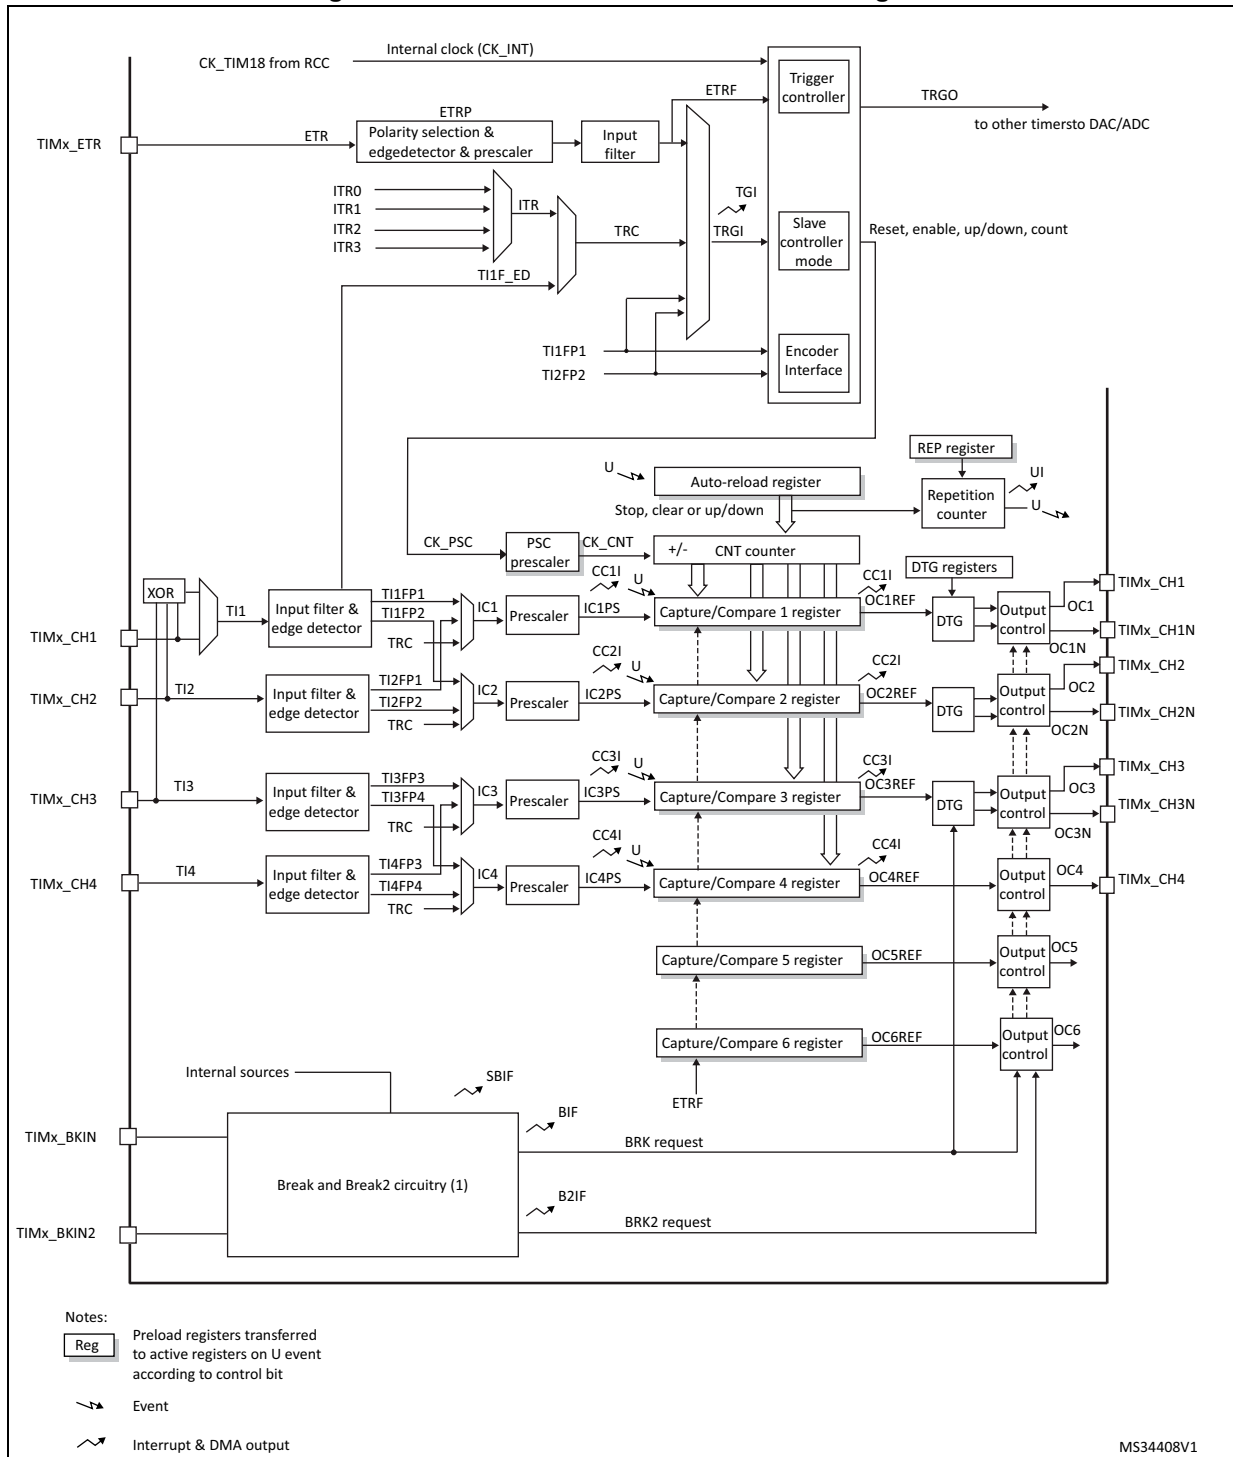 Internal clock (CK_INT)
CK_TIM18 from RCC
Trigger
controller
ETRF
TRGO
to other timersto DAC/ADC
ETRP
TIMx_ETR
ETR
Polarity selection &
edgedetector & prescaler
Input
filter
ITR0
ITR1
ITR2
ITR3
ITR
TRC
TGI
TRGI
Slave
controller
mode
Reset, enable, up/down, count
TI1F_ED
TI1FP1
TI2FP2
Encoder
Interface
REP register
U
Auto-reload register
UI
Repetition
counter
U
Stop, clear or up/down
CK_PSC
PSC
prescaler
CK_CNT
+/-
CNT counter
DTG registers
XOR
TI1
Input filter &
edge detector
TI1FP1
TI1FP2
TRC
IC1
Prescaler
IC1PS
CC1I
U
Capture/Compare 1 register
CC1I
OC1REF
DTG
Output
control
OC1
TIMx_CH1
TIMx_CH1
TIMx_CH1N
OC1N
TIMx_CH2
TI2
Input filter &
edge detector
TI2FP1
TI2FP2
TRC
IC2
Prescaler
IC2PS
CC2I
U
Capture/Compare 2 register
CC2I
OC2REF
DTG
Output
control
OC2
TIMx_CH2
TIMx_CH2N
OC2N
TIMx_CH3
TI3
Input filter &
edge detector
TI3FP3
TI3FP4
TRC
IC3
Prescaler
IC3PS
CC3I
U
Capture/Compare 3 register
CC3I
OC3REF
DTG
Output
control
OC3
TIMx_CH3
TIMx_CH3N
OC3N
TIMx_CH4
TI4
Input filter &
edge detector
TI4FP3
TI4FP4
TRC
IC4
Prescaler
IC4PS
CC4I
U
Capture/Compare 4 register
CC4I
OC4REF
Output
control
OC4
TIMx_CH4
Capture/Compare 5 register
OC5REF
Output
control
OC5
Capture/Compare 6 register
OC6REF
Output
control
OC6
ETRF
Internal sources
SBIF
TIMx_BKIN
BIF
BRK request
Break and Break2 circuitry (1)
B2IF
TIMx_BKIN2
BRK2 request
Notes:
Reg
Preload registers transferred
to active registers on U event
according to control bit
Event
Interrupt & DMA output
MS34408V1